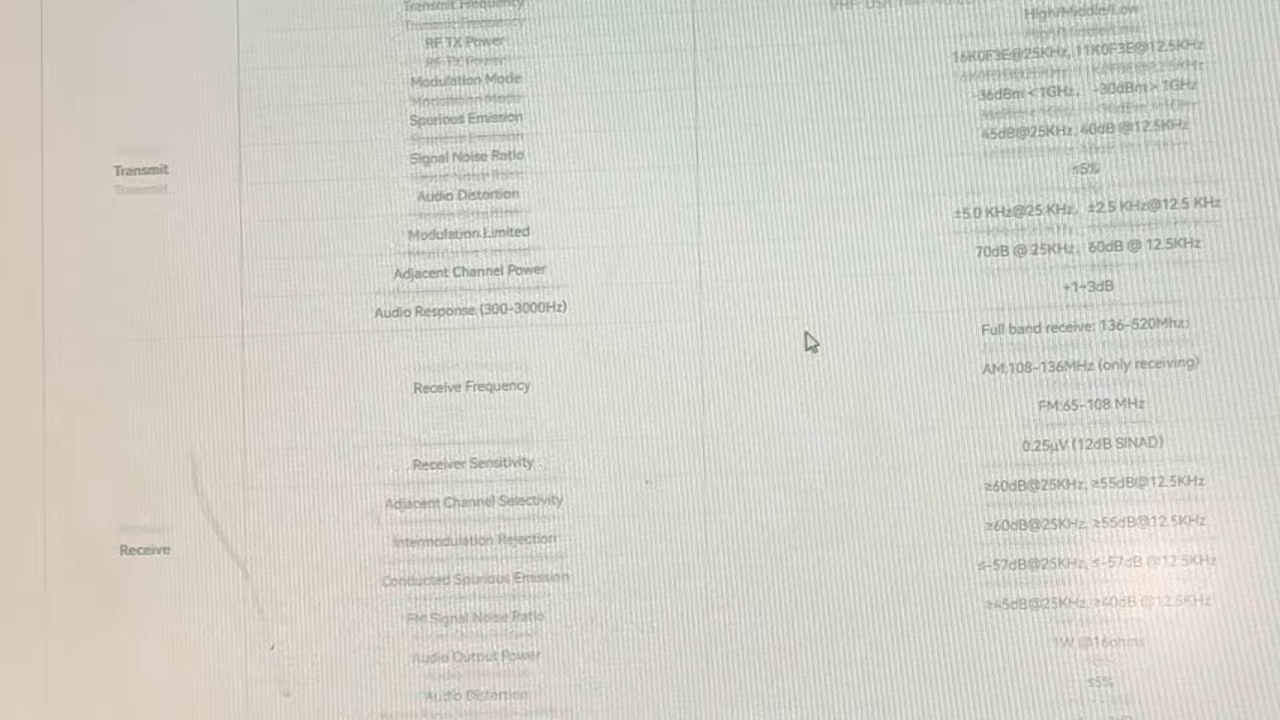 Transmit Frequency
RF TX Power High/Middle/Low
Modulation Mode 16K0F3E@25KHz, 11K0F3E@12.5KHz
Spurious Emission -36dBm < 1GHz, -30dBm > 1GHz
Signal Noise Ratio 45dB@25KHz, 40dB @12.5KHz
Transmit
Audio Distortion ≤5%
Modulation Limited ±5.0 KHz@25 KHz, ±2.5 KHz@12.5 KHz
Adjacent Channel Power 70dB @ 25KHz, 60dB @ 12.5KHz
Audio Response (300-3000Hz) +1~3dB
Full band receive: 136-520Mhz;
Receive Frequency AM:108-136MHz (only receiving)
FM:65-108 MHz
Receiver Sensitivity 0.25μV (12dB SINAD)
Adjacent Channel Selectivity ≥60dB@25KHz, ≥55dB@12.5KHz
Intermodulation Rejection ≥60dB@25KHz, ≥55dB@12.5KHz
Receive
Conducted Spurious Emission ≤-57dB@25KHz, ≤-57dB @12.5KHz
FM Signal Noise Ratio ≥45dB@25KHz, ≥40dB @12.5KHz
Audio Output Power 1W @16ohms
Audio Distortion ≤5%